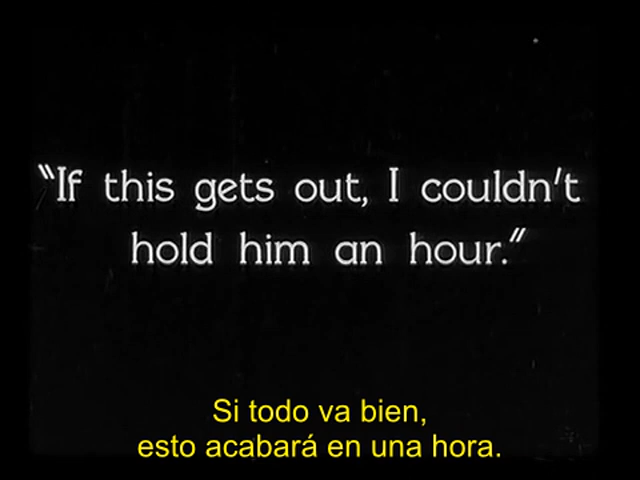 “If this gets out, I couldn't
hold him an hour.”
Si todo va bien,
esto acabará en una hora.